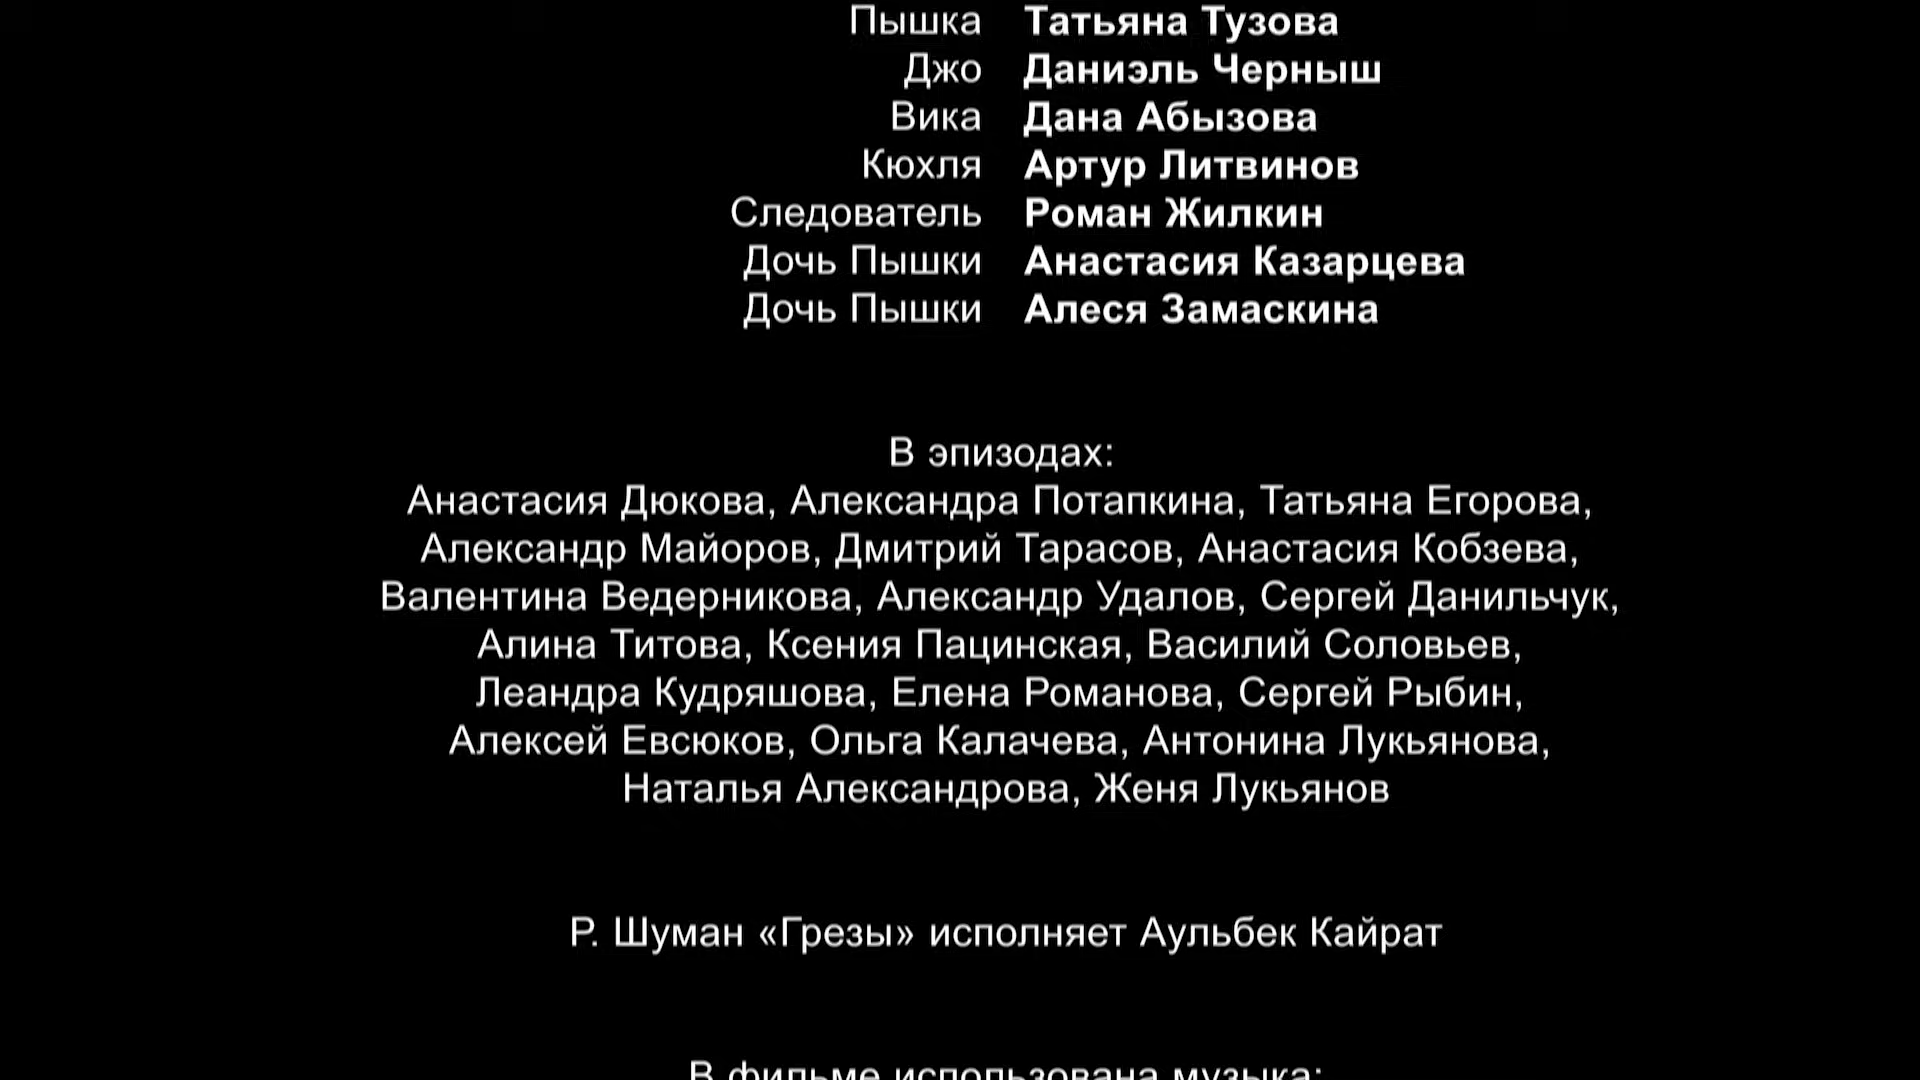 Пышка Татьяна Тузова
Джо Даниэль Черныш
Вика Дана Абызова
Кюхля Артур Литвинов
Следователь Роман Жилкин
Дочь Пышки Анастасия Казарцева
Дочь Пышки Алеся Замаскина
В эпизодах:
Анастасия Дюкова, Александра Потапкина, Татьяна Егорова,
Александр Майоров, Дмитрий Тарасов, Анастасия Кобзева,
Валентина Ведерникова, Александр Удалов, Сергей Данильчук,
Алина Титова, Ксения Пацинская, Василий Соловьев,
Леандра Кудряшова, Елена Романова, Сергей Рыбин,
Алексей Евсюков, Ольга Калачева, Антонина Лукьянова,
Наталья Александрова, Женя Лукьянов
Р. Шуман «Грезы» исполняет Аульбек Кайрат
В фильме использована музыка: